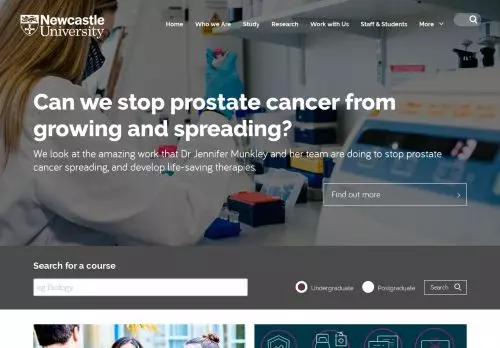 Newcastle
University
Home Who we Are Study Research Work with Us Staff & Students More
Can we stop prostate cancer from
growing and spreading?
We look at the amazing work that Dr Jennifer Munkley and her team are doing to stop prostate
cancer spreading, and develop life-saving therapies.
Find out more
Search for a course
eg Biology
Undergraduate Postgraduate Search